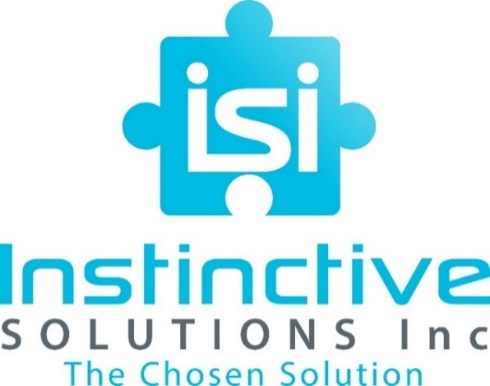 isi
Instinctive
SOLUTIONS Inc
The Chosen Solution